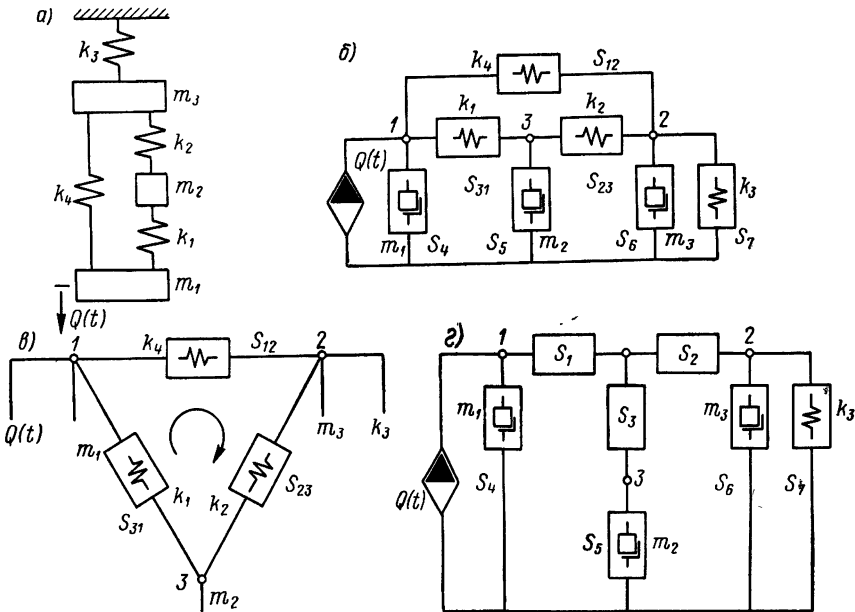 а)
k₃
m₃
k₂
k₄
m₂
k₁
m₁
Q(t)
б)
k₄
S₁₂
1
k₁
3
k₂
2
Q(t)
S₃₁
S₂₃
k₃
m₁
S₄
S₅
m₂
S₆
m₃
S₇
в)
1
k₄
S₁₂
2
Q(t)
m₁
m₃
k₃
k₁
S₃₁
k₂
S₂₃
3
m₂
г)
1
S₁
S₂
2
m₁
S₃
m₃
k₃
3
S₄
Q(t)
S₅
m₂
S₆
S₇